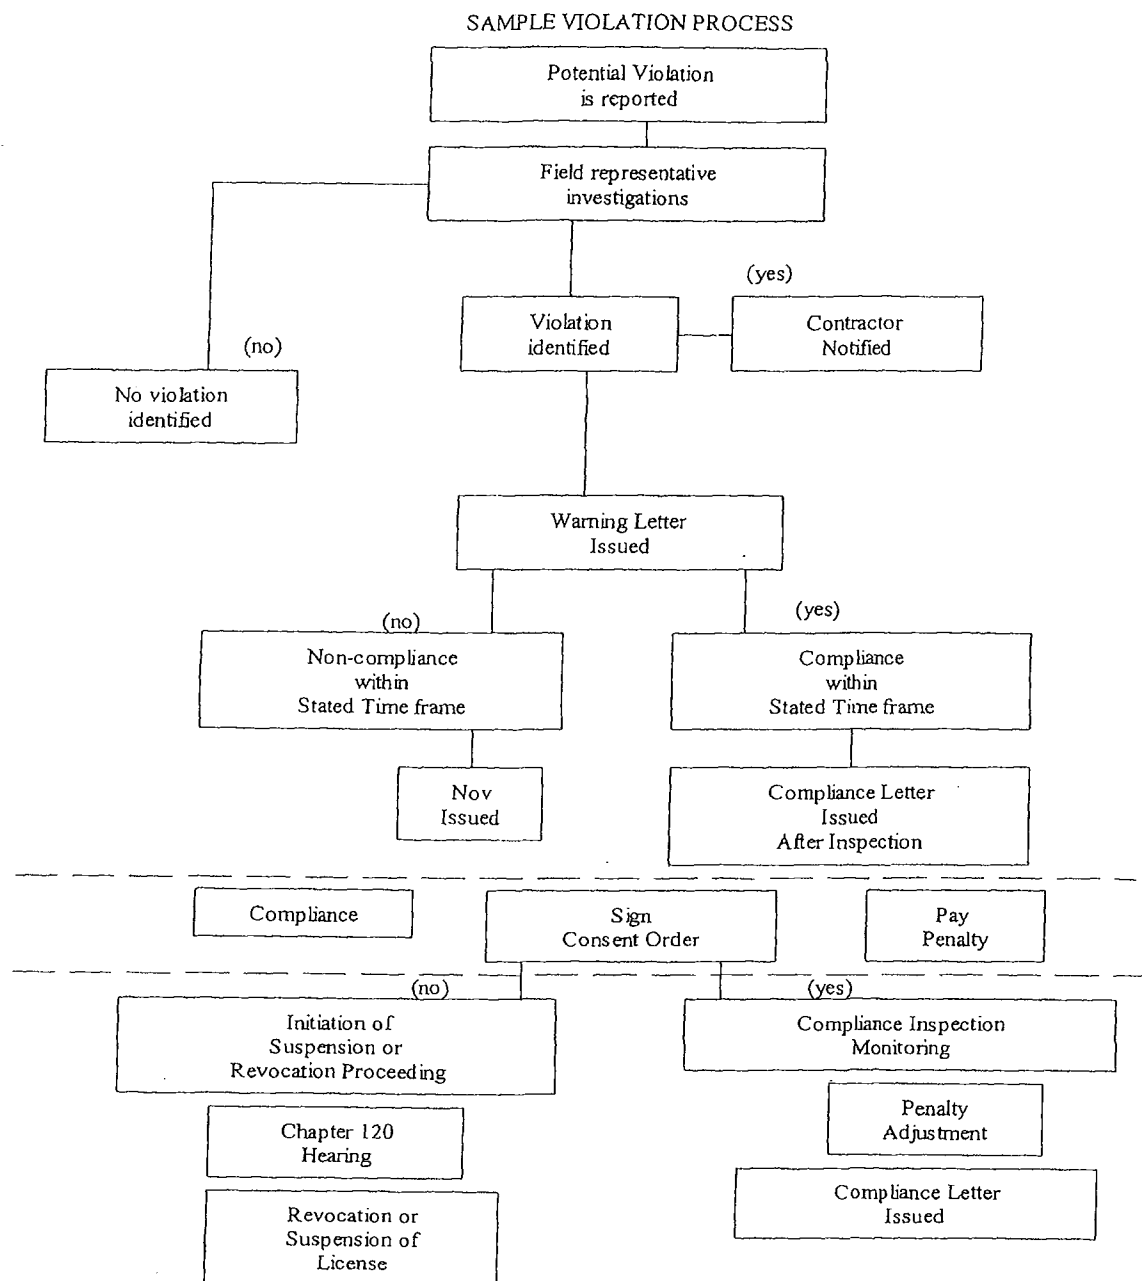 SAMPLE VIOLATION PROCESS
Potential Violation
is reported
Field representative
investigations
(yes)
Violation
identified
Contractor
Notified
(no)
No violation
identified
Warning Letter
Issued
(no)
(yes)
Non-compliance
within
Stated Time frame
Compliance
within
Stated Time frame
Nov
Issued
Compliance Letter
Issued
After Inspection
Compliance
Sign
Consent Order
Pay
Penalty
(no)
(yes)
Initiation of
Suspension or
Revocation Proceeding
Compliance Inspection
Monitoring
Chapter 120
Hearing
Penalty
Adjustment
Revocation or
Suspension of
License
Compliance Letter
Issued